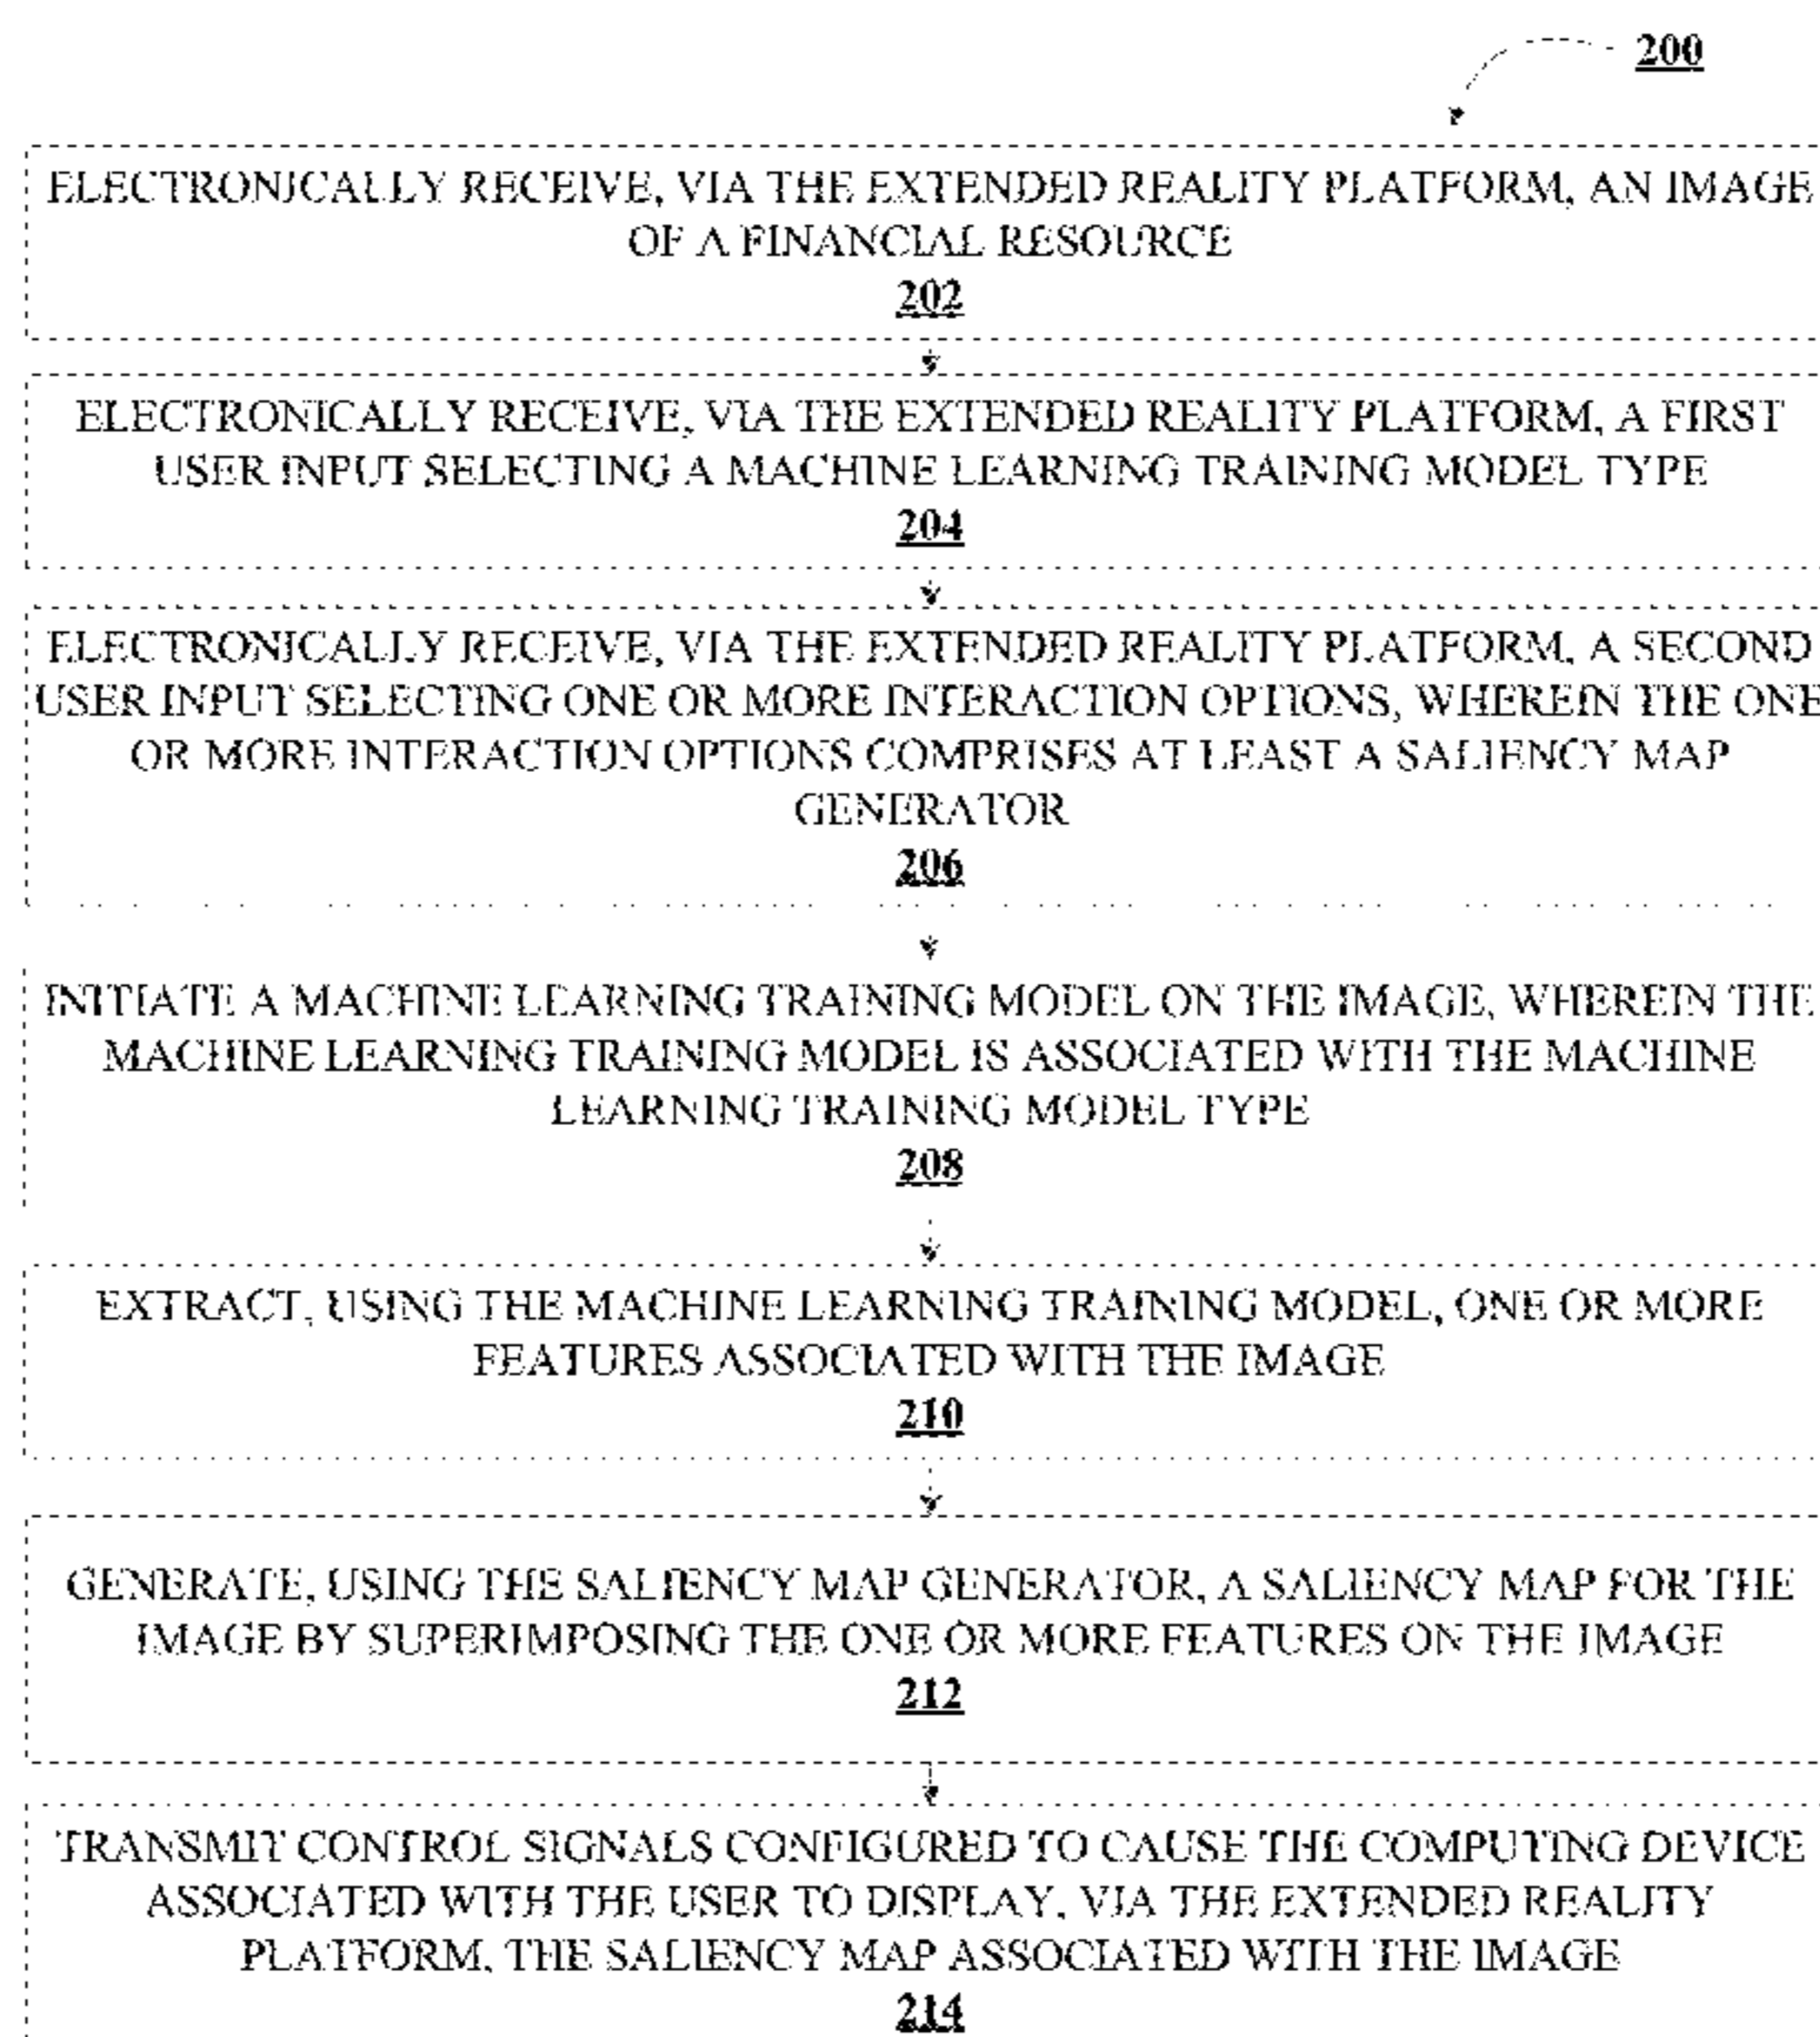 200
ELECTRONICALLY RECEIVE, VIA THE EXTENDED REALITY PLATFORM, AN IMAGE
OF A FINANCIAL RESOURCE
202
ELECTRONICALLY RECEIVE, VIA THE EXTENDED REALITY PLATFORM, A FIRST
USER INPUT SELECTING A MACHINE LEARNING TRAINING MODEL TYPE
204
ELECTRONICALLY RECEIVE, VIA THE EXTENDED REALITY PLATFORM, A SECOND
USER INPUT SELECTING ONE OR MORE INTERACTION OPTIONS, WHEREIN THE ONE
OR MORE INTERACTION OPTIONS COMPRISES AT LEAST A SALIENCY MAP
GENERATOR
206
INITIATE A MACHINE LEARNING TRAINING MODEL ON THE IMAGE, WHEREIN THE
MACHINE LEARNING TRAINING MODEL IS ASSOCIATED WITH THE MACHINE
LEARNING TRAINING MODEL TYPE
208
EXTRACT, USING THE MACHINE LEARNING TRAINING MODEL, ONE OR MORE
FEATURES ASSOCIATED WITH THE IMAGE
210
GENERATE, USING THE SALIENCY MAP GENERATOR, A SALIENCY MAP FOR THE
IMAGE BY SUPERIMPOSING THE ONE OR MORE FEATURES ON THE IMAGE
212
TRANSMIT CONTROL SIGNALS CONFIGURED TO CAUSE THE COMPUTING DEVICE
ASSOCIATED WITH THE USER TO DISPLAY, VIA THE EXTENDED REALITY
PLATFORM, THE SALIENCY MAP ASSOCIATED WITH THE IMAGE
214